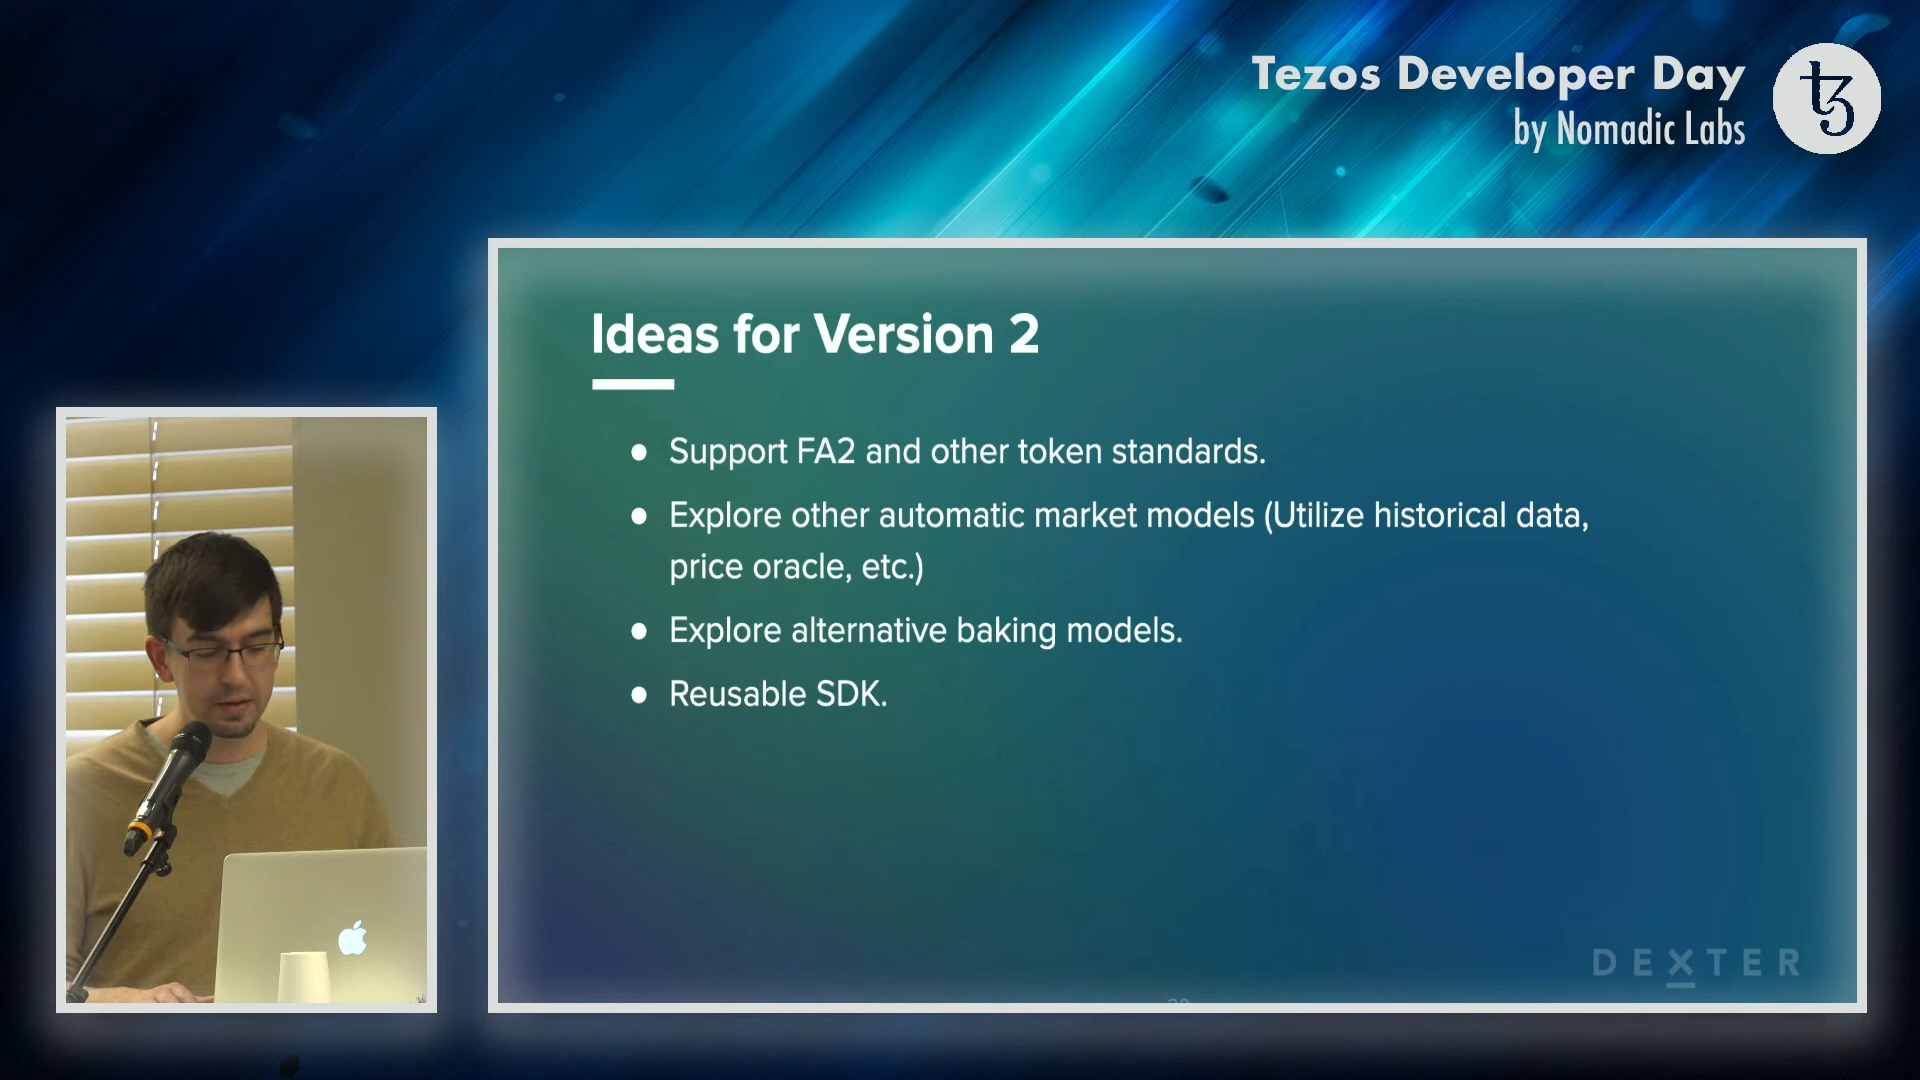 Tezos Developer Day
by Nomadic Labs
Ideas for Version 2
● Support FA2 and other token standards.
● Explore other automatic market models (Utilize historical data,
price oracle, etc.)
● Explore alternative baking models.
● Reusable SDK.
DEXTER